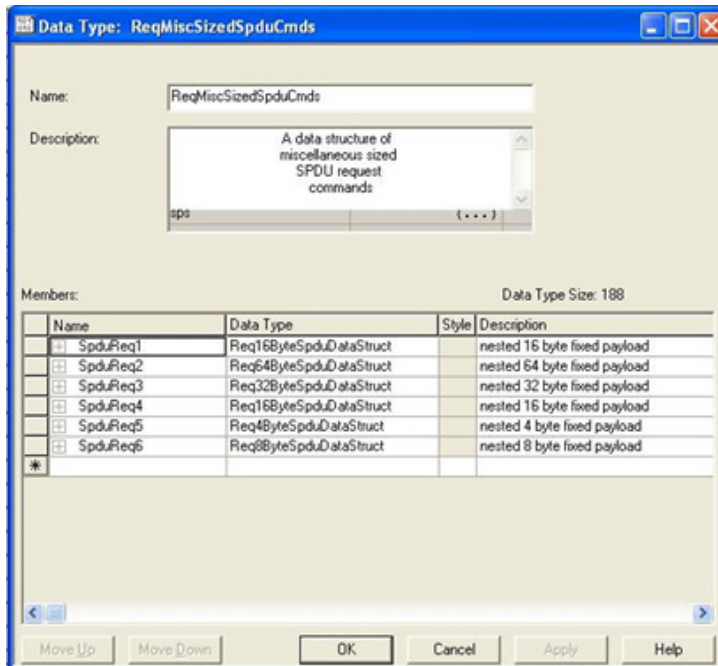 Data Type: ReqMiscSizedSpduCmds
Name: ReqMiscSizedSpduCmds
Description: A data structure of
miscellaneous sized
SPDU request
commands
sps {...}
Members: Data Type Size: 188
Name Data Type Style Description
SpduReq1 Req16ByteSpduDataStruct nested 16 byte fixed payload
SpduReq2 Req64ByteSpduDataStruct nested 64 byte fixed payload
SpduReq3 Req32ByteSpduDataStruct nested 32 byte fixed payload
SpduReq4 Req16ByteSpduDataStruct nested 16 byte fixed payload
SpduReq5 Req4ByteSpduDataStruct nested 4 byte fixed payload
SpduReq6 Req8ByteSpduDataStruct nested 8 byte fixed payload
*
Move Up Move Down OK Cancel Apply Help